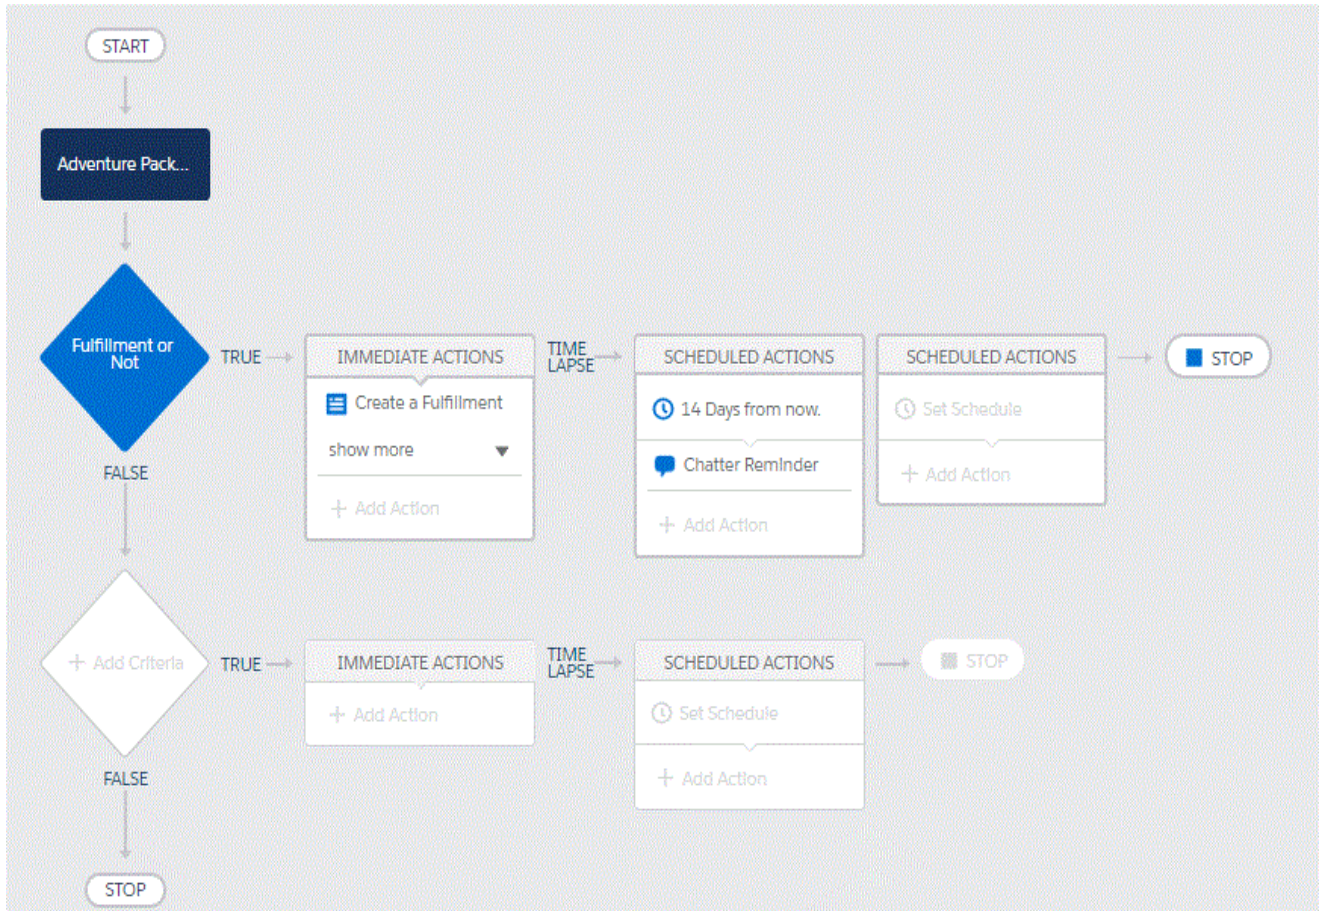 START
Adventure Pack...
Fulfillment or
Not
TRUE
IMMEDIATE ACTIONS
Create a Fulfillment
show more
+ Add Action
TIME
LAPSE
SCHEDULED ACTIONS
14 Days from now.
Chatter Reminder
+ Add Action
SCHEDULED ACTIONS
Set Schedule
+ Add Action
STOP
FALSE
+ Add Criteria
TRUE
IMMEDIATE ACTIONS
+ Add Action
TIME
LAPSE
SCHEDULED ACTIONS
Set Schedule
+ Add Action
STOP
FALSE
STOP